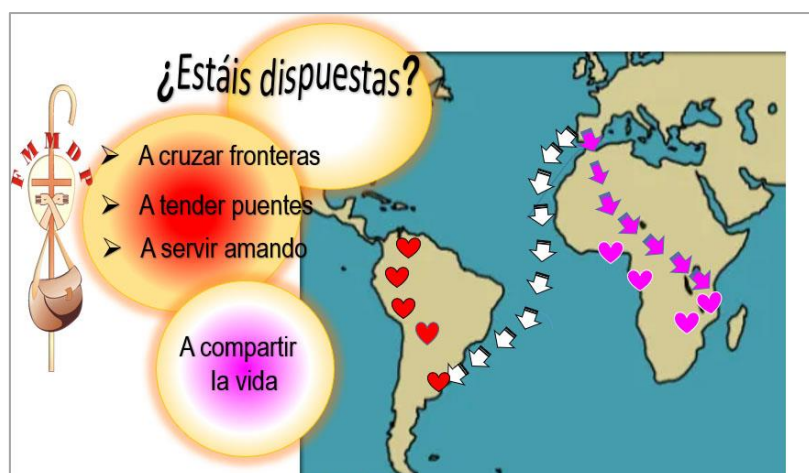 ¿Estáis dispuestas?
FMMDP
A cruzar fronteras
A tender puentes
A servir amando
A compartir
la vida